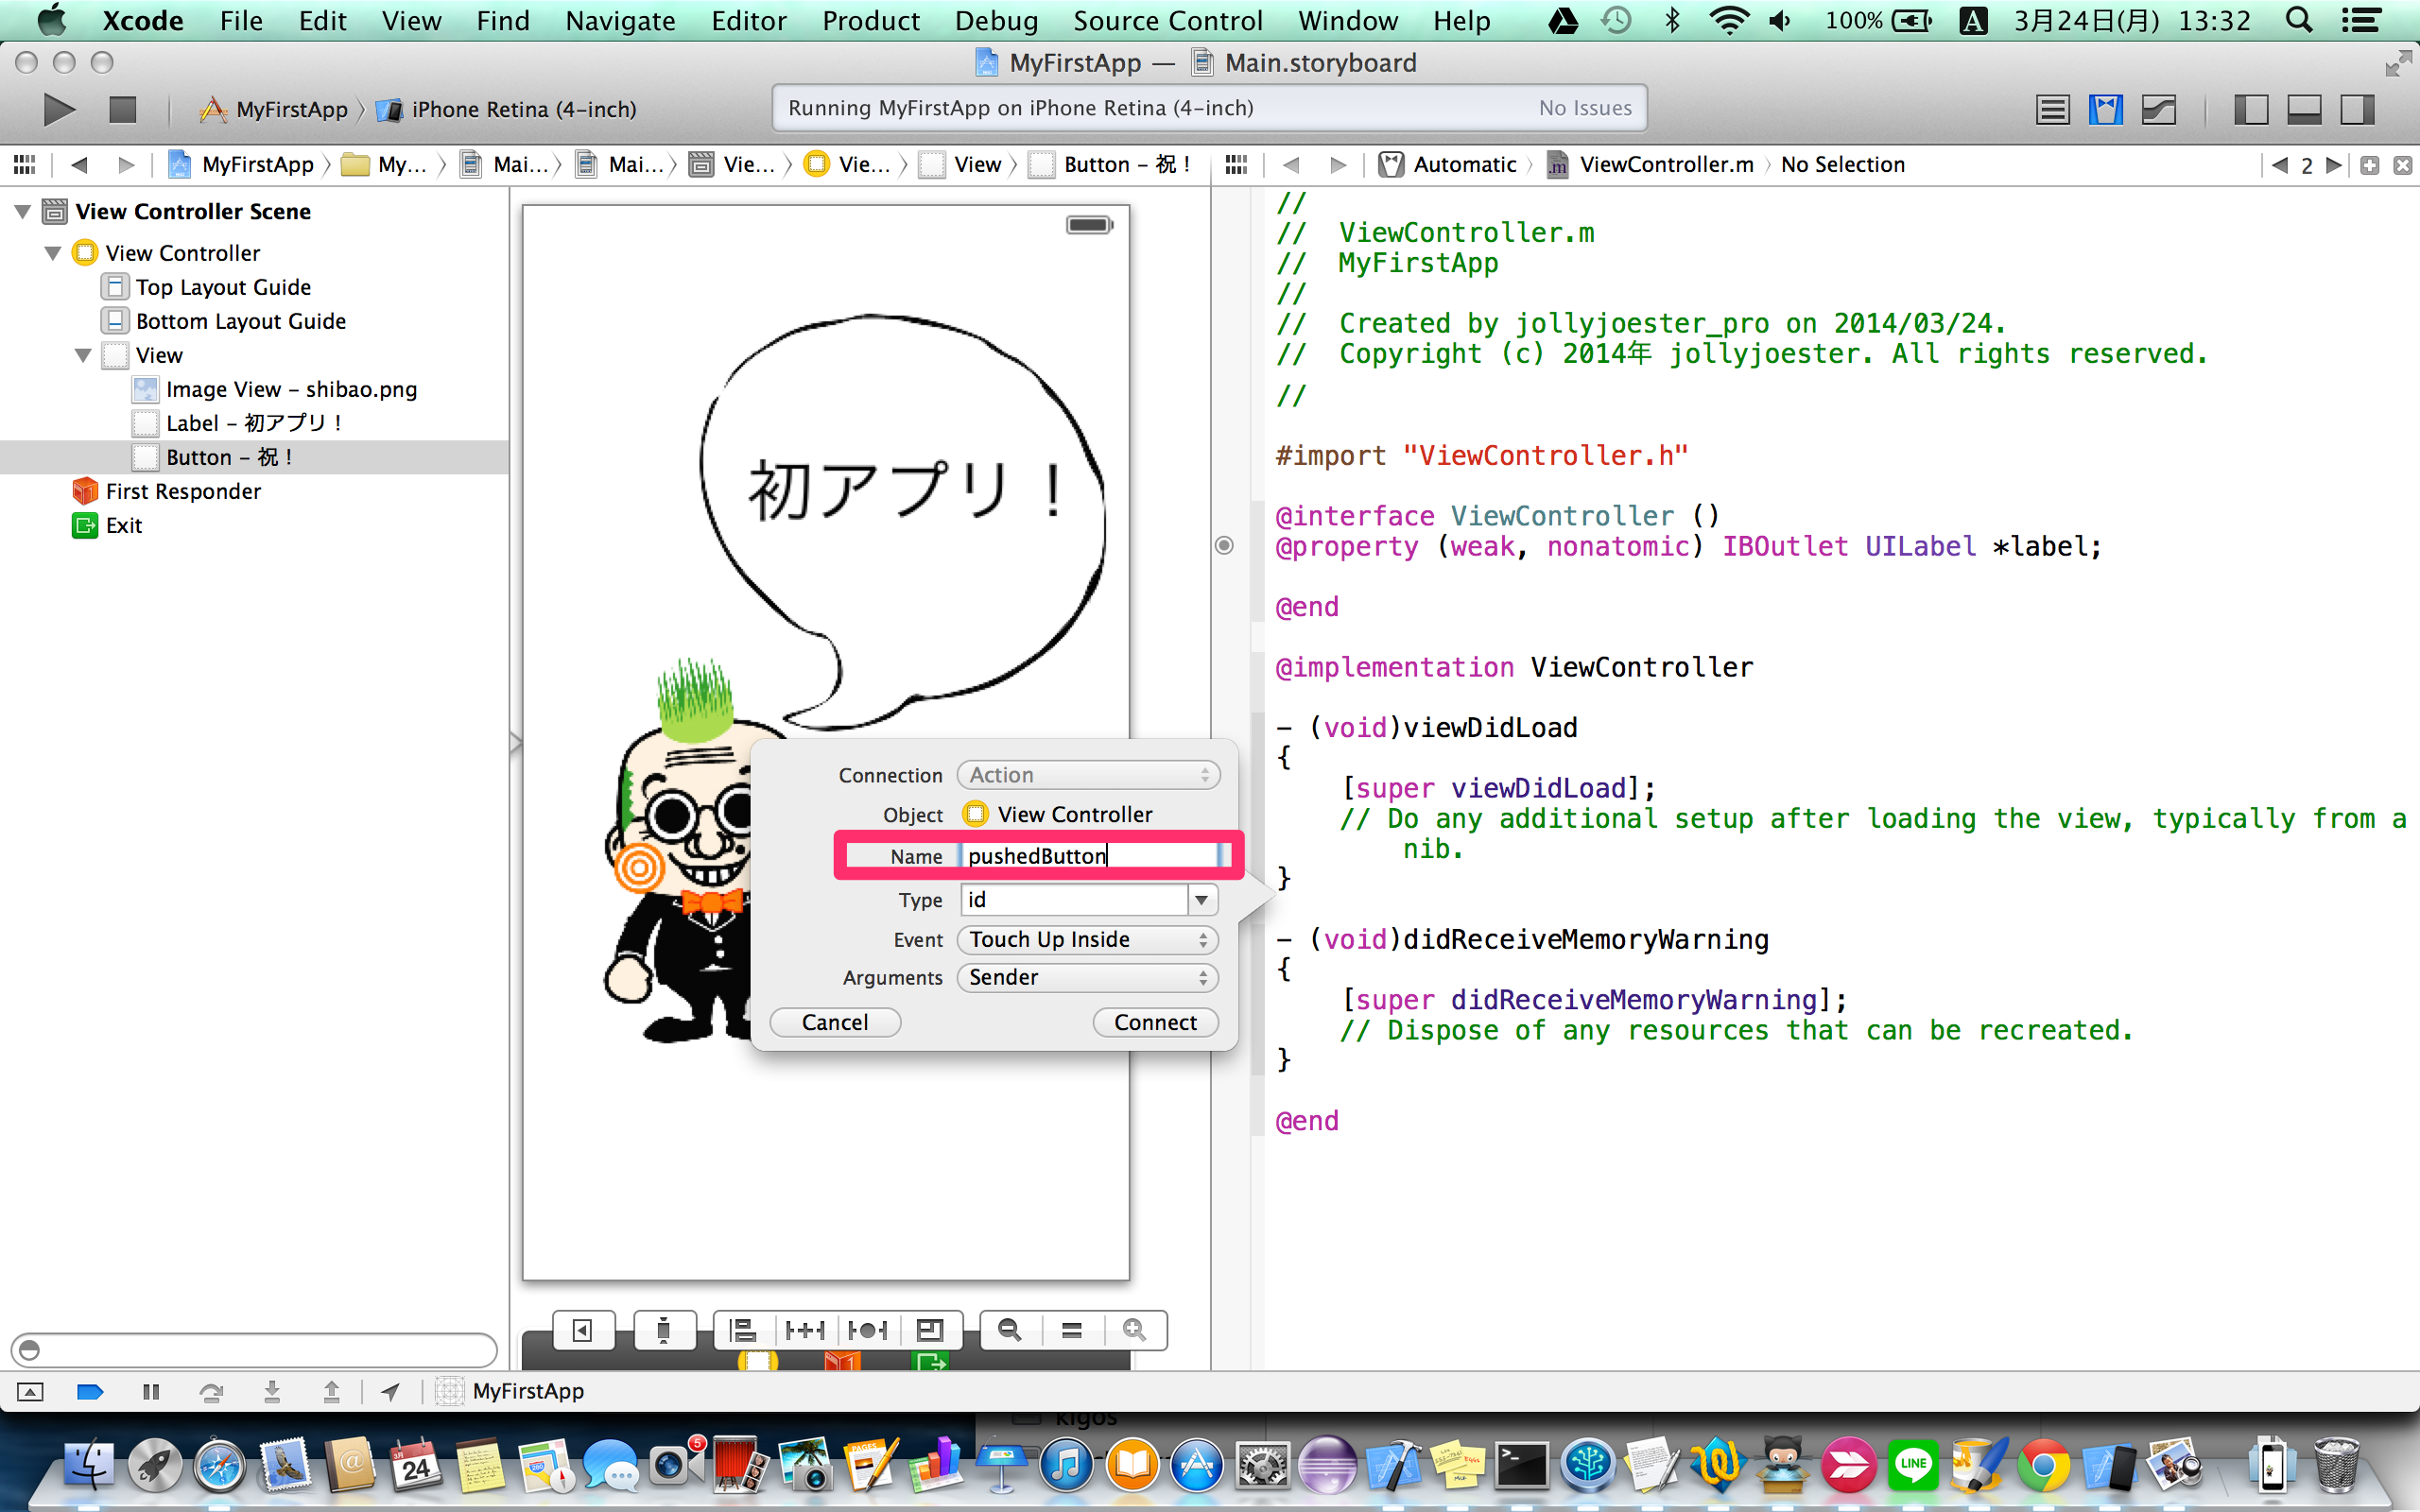 Xcode File Edit View Find Navigate Editor Product Debug Source Control Window Help 100% A 3月24日(月) 13:32
MyFirstApp — Main.storyboard
MyFirstApp iPhone Retina (4-inch)
Running MyFirstApp on iPhone Retina (4-inch) No Issues
MyFirstApp My... Mai... Mai... Vie... Vie... View Button – 祝！
Automatic ViewController.m No Selection 2
View Controller Scene
View Controller
Top Layout Guide
Bottom Layout Guide
View
Image View – shibao.png
Label – 初アプリ！
Button – 祝！
First Responder
Exit
初アプリ！
Connection Action
Object View Controller
Name pushedButton
Type id
Event Touch Up Inside
Arguments Sender
Cancel Connect
//
//  ViewController.m
//  MyFirstApp
//
//  Created by jollyjoester_pro on 2014/03/24.
//  Copyright (c) 2014年 jollyjoester. All rights reserved.
//
#import "ViewController.h"
@interface ViewController ()
@property (weak, nonatomic) IBOutlet UILabel *label;
@end
@implementation ViewController
- (void)viewDidLoad
{
    [super viewDidLoad];
    // Do any additional setup after loading the view, typically from a
        nib.
}
- (void)didReceiveMemoryWarning
{
    [super didReceiveMemoryWarning];
    // Dispose of any resources that can be recreated.
}
@end
MyFirstApp
kigos
3月
24
5
PAGES
LINE